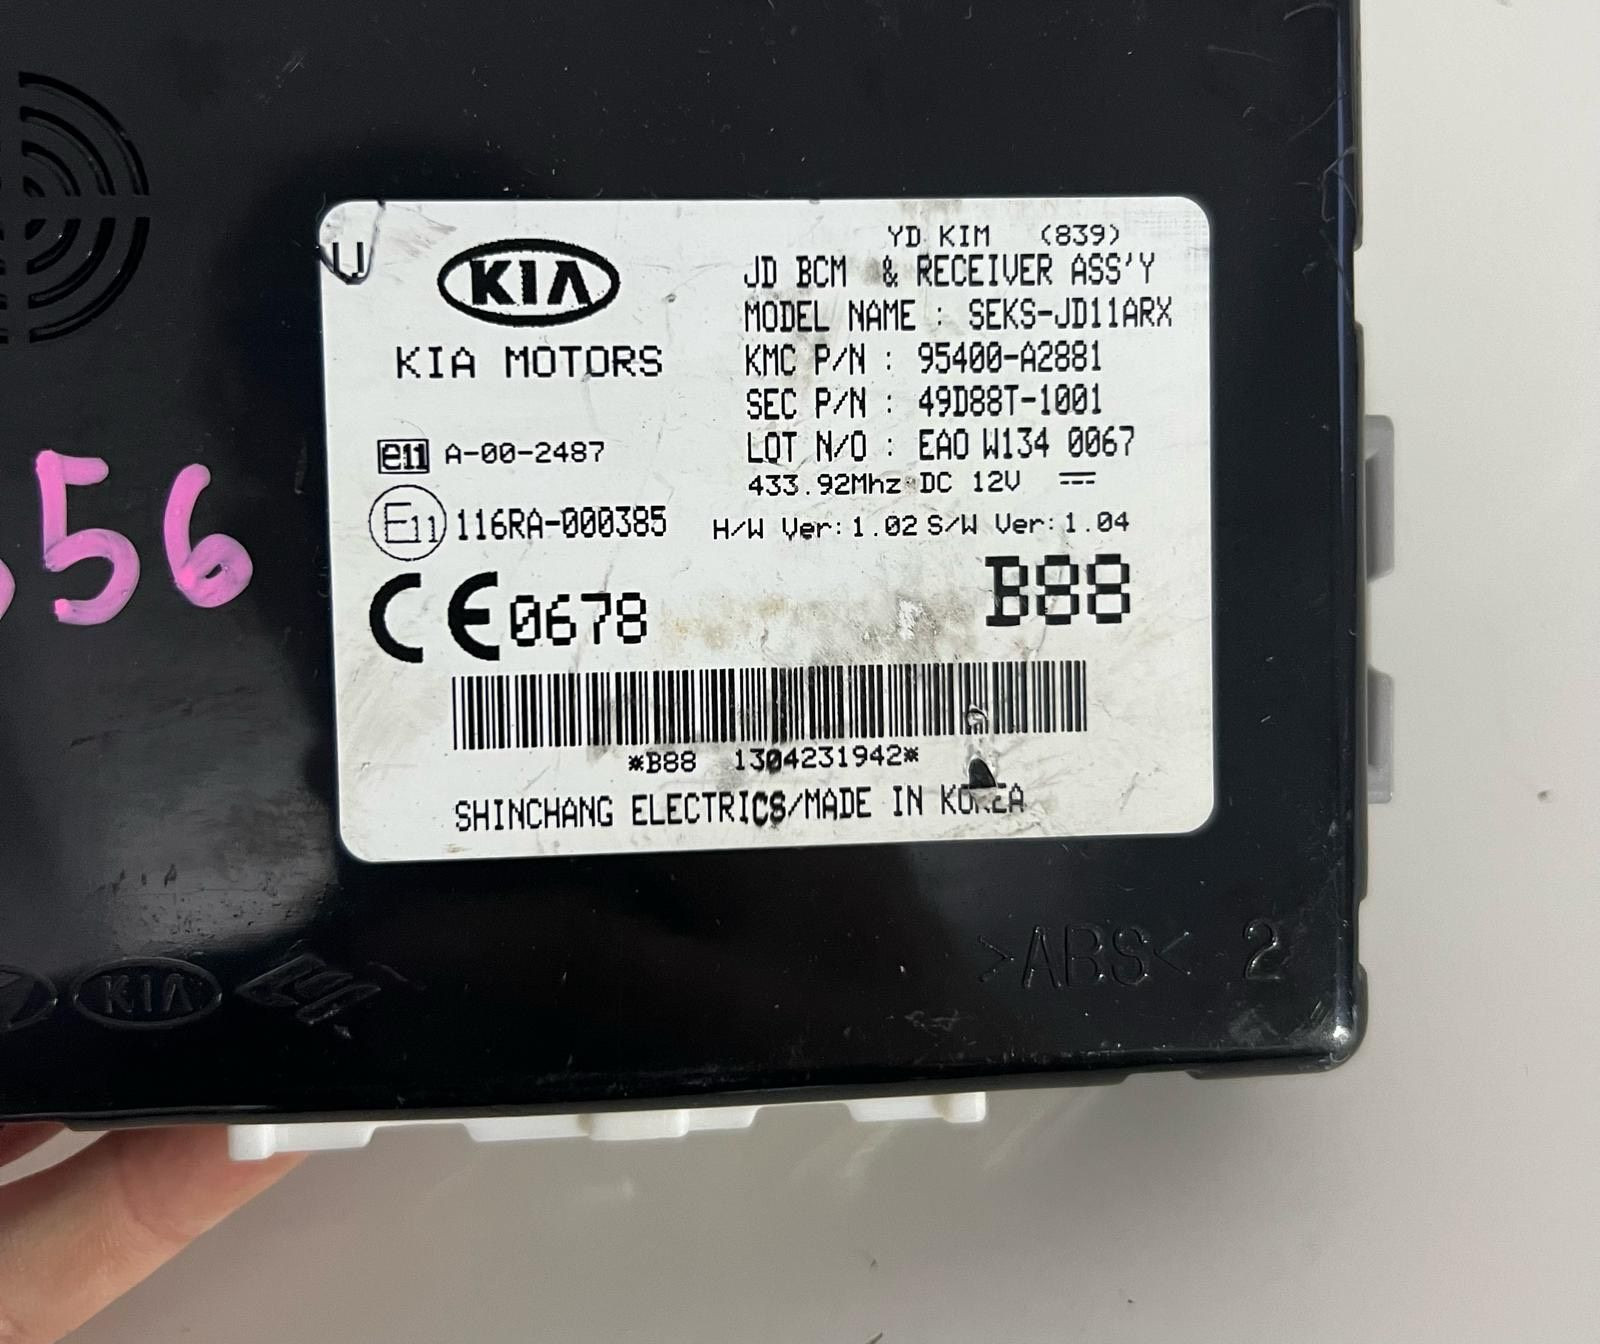 YD KIM (839)
JD BCM & RECEIVER ASS'Y
MODEL NAME : SEKS-JD11ARX
KMC P/N : 95400-A2881
SEC P/N : 49D88T-1001
LOT N/O : EAO W134 0067
433.92Mhz DC 12V
H/W Ver:1.02 S/W Ver:1.04
B88
U
KIA
KIA MOTORS
e11 A-00-2487
E11 116RA-000385
CE0678
*B88 1304231942*
SHINCHANG ELECTRICS/MADE IN KOREA
56
KIA
>ABS< 2